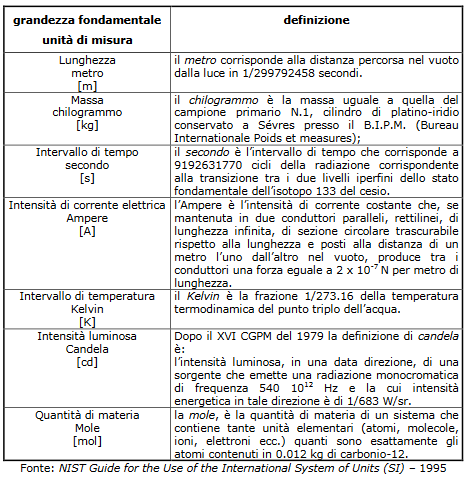 grandezza fondamentale
unità di misura
definizione
Lunghezza
metro
[m]
il metro corrisponde alla distanza percorsa nel vuoto
dalla luce in 1/299792458 secondi.
Massa
chilogrammo
[kg]
il chilogrammo è la massa uguale a quella del
campione primario N.1, cilindro di platino-iridio
conservato a Sévres presso il B.I.P.M. (Bureau
Internationale Poids et measures);
Intervallo di tempo
secondo
[s]
il secondo è l'intervallo di tempo che corrisponde a
9192631770 cicli della radiazione corrispondente
alla transizione tra i due livelli iperfini dello stato
fondamentale dell'isotopo 133 del cesio.
Intensità di corrente elettrica
Ampere
[A]
l'Ampere è l'intensità di corrente costante che, se
mantenuta in due conduttori paralleli, rettilinei, di
lunghezza infinita, di sezione circolare trascurabile
rispetto alla lunghezza e posti alla distanza di un
metro l'uno dall'altro nel vuoto, produce tra i
conduttori una forza eguale a 2 x 10⁻⁷ N per metro di
lunghezza.
Intervallo di temperatura
Kelvin
[K]
il Kelvin è la frazione 1/273.16 della temperatura
termodinamica del punto triplo dell'acqua.
Intensità luminosa
Candela
[cd]
Dopo il XVI CGPM del 1979 la definizione di candela
è:
l'intensità luminosa, in una data direzione, di una
sorgente che emette una radiazione monocromatica
di frequenza 540 10¹² Hz e la cui intensità
energetica in tale direzione è di 1/683 W/sr.
Quantità di materia
Mole
[mol]
la mole, è la quantità di materia di un sistema che
contiene tante unità elementari (atomi, molecole,
ioni, elettroni ecc.) quanti sono esattamente gli
atomi contenuti in 0.012 kg di carbonio-12.
Fonte: NIST Guide for the Use of the International System of Units (SI) – 1995